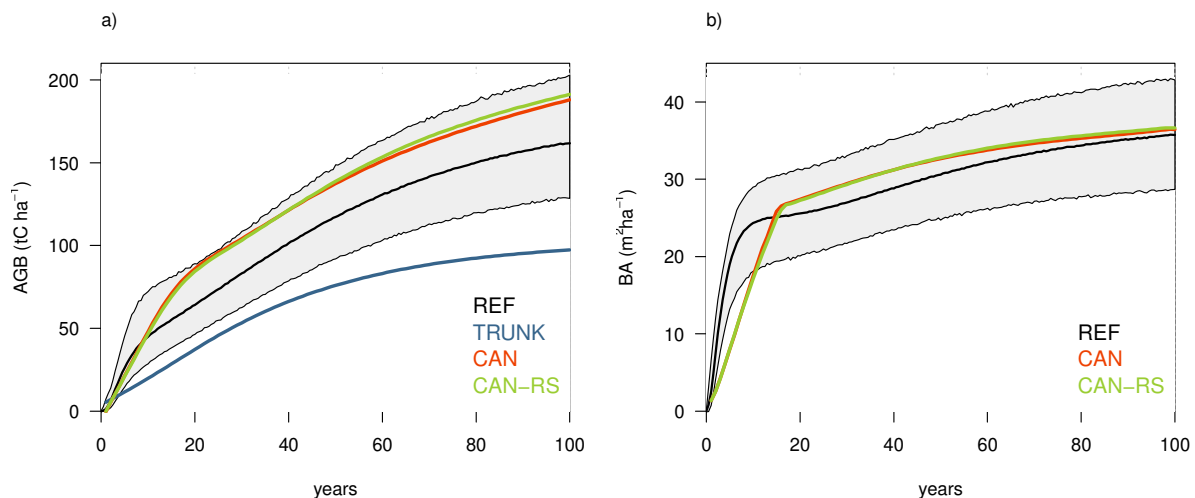 a)
200
150
100
50
0
AGB (tC ha⁻¹)
REF
TRUNK
CAN
CAN−RS
0 20 40 60 80 100
years
b)
40
30
20
10
0
BA (m²ha⁻¹)
REF
CAN
CAN−RS
0 20 40 60 80 100
years